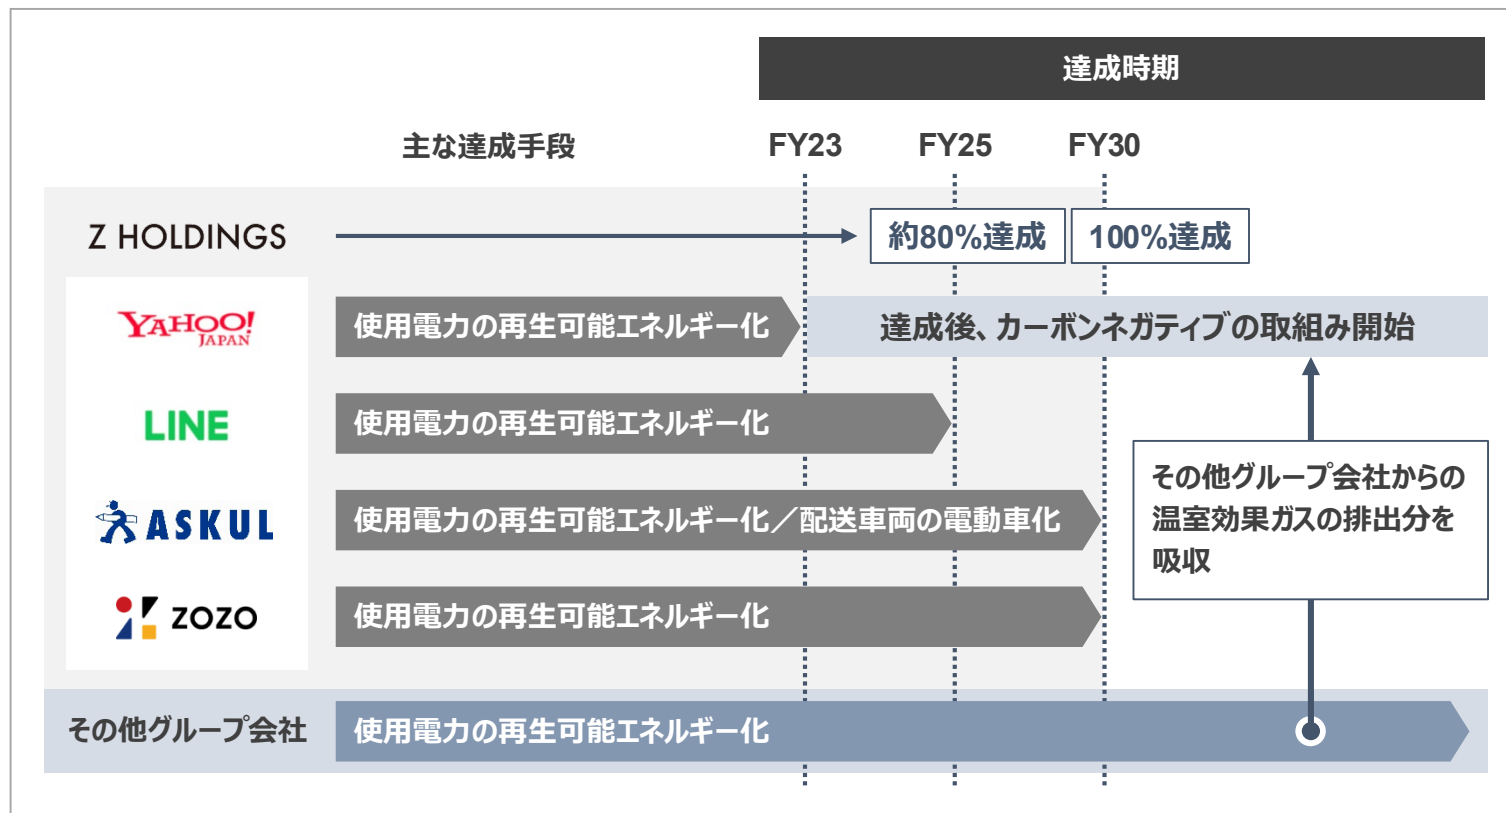 達成時期
主な達成手段 FY23 FY25 FY30
Z HOLDINGS 約80%達成 100%達成
YAHOO!
JAPAN
使用電力の再生可能エネルギー化 達成後、カーボンネガティブの取組み開始
LINE 使用電力の再生可能エネルギー化
ASKUL 使用電力の再生可能エネルギー化／配送車両の電動車化
その他グループ会社からの
温室効果ガスの排出分を
吸収
ZOZO 使用電力の再生可能エネルギー化
その他グループ会社 使用電力の再生可能エネルギー化